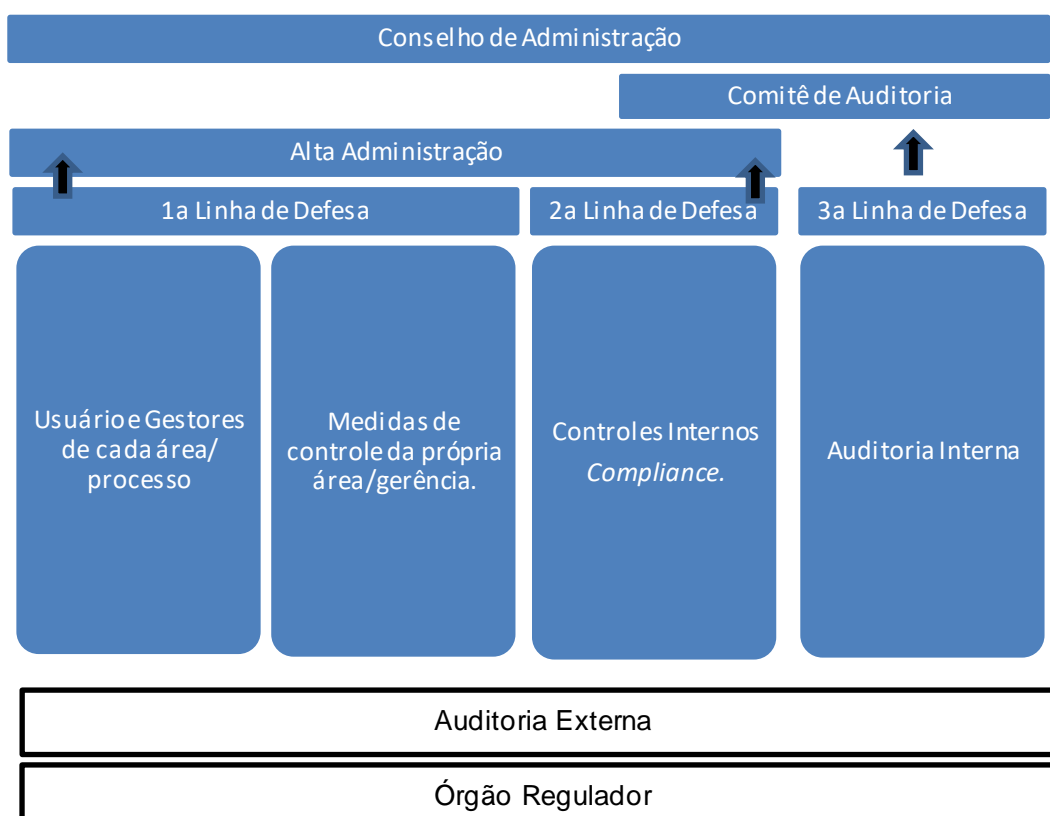 Conselho de Administração
Comitê de Auditoria
Alta Administração
1a Linha de Defesa
2a Linha de Defesa
3a Linha de Defesa
Usuário e Gestores
de cada área/
processo
Medidas de
controle da própria
área/gerência.
Controles Internos
Compliance.
Auditoria Interna
Auditoria Externa
Órgão Regulador